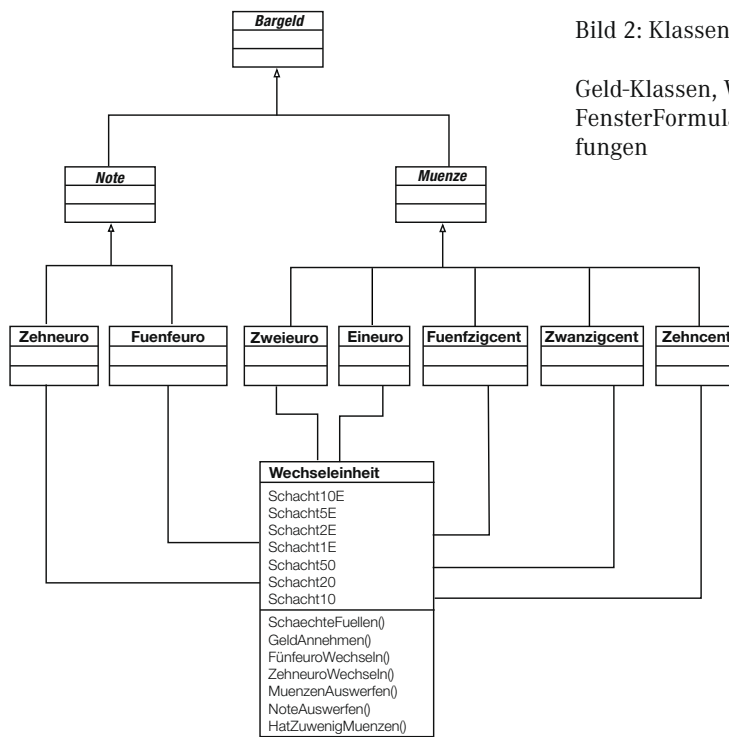 Bargeld
Bild 2: Klassen
Geld-Klassen, W
FensterFormula
fungen
Note
Muenze
Zehneuro
Fuenfeuro
Zweieuro
Eineuro
Fuenfzigcent
Zwanzigcent
Zehncent
Wechseleinheit
Schacht10E
Schacht5E
Schacht2E
Schacht1E
Schacht50
Schacht20
Schacht10
SchaechteFuellen()
GeldAnnehmen()
FünfeuroWechseln()
ZehneuroWechseln()
MuenzenAuswerfen()
NoteAuswerfen()
HatZuwenigMuenzen()